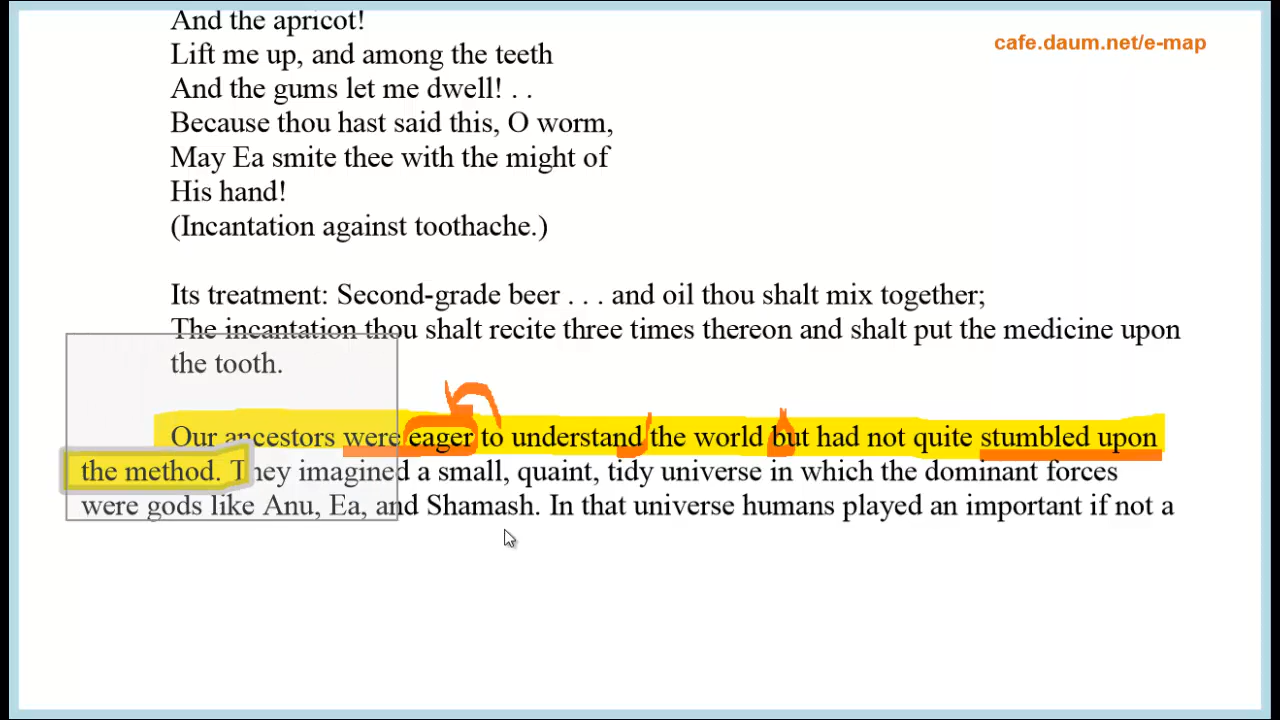 And the apricot!
cafe.daum.net/e-map
Lift me up, and among the teeth
And the gums let me dwell! . .
Because thou hast said this, O worm,
May Ea smite thee with the might of
His hand!
(Incantation against toothache.)
Its treatment: Second-grade beer . . . and oil thou shalt mix together;
The incantation thou shalt recite three times thereon and shalt put the medicine upon
the tooth.
Our ancestors were eager to understand the world but had not quite stumbled upon
the method. They imagined a small, quaint, tidy universe in which the dominant forces
were gods like Anu, Ea, and Shamash. In that universe humans played an important if not a